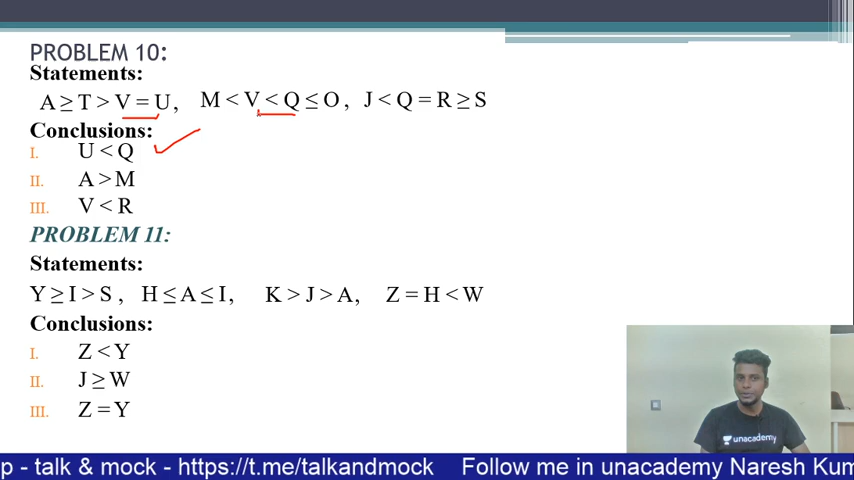 PROBLEM 10:
Statements:
A ≥ T > V = U, M < V < Q ≤ O, J < Q = R ≥ S
Conclusions:
I. U < Q
II. A > M
III. V < R
PROBLEM 11:
Statements:
Y ≥ I > S , H ≤ A ≤ I, K > J > A, Z = H < W
Conclusions:
I. Z < Y
II. J ≥ W
III. Z = Y
unacademy
p - talk & mock - https://t.me/talkandmock Follow me in unacademy Naresh Kum